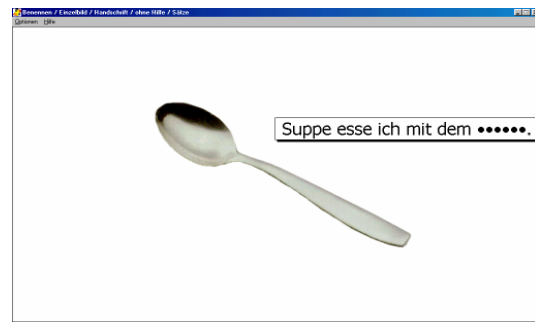 Benennen / Einzelbild / Handschrift / ohne Hilfe / Sätze
Optionen Hilfe
Suppe esse ich mit dem ••••••.